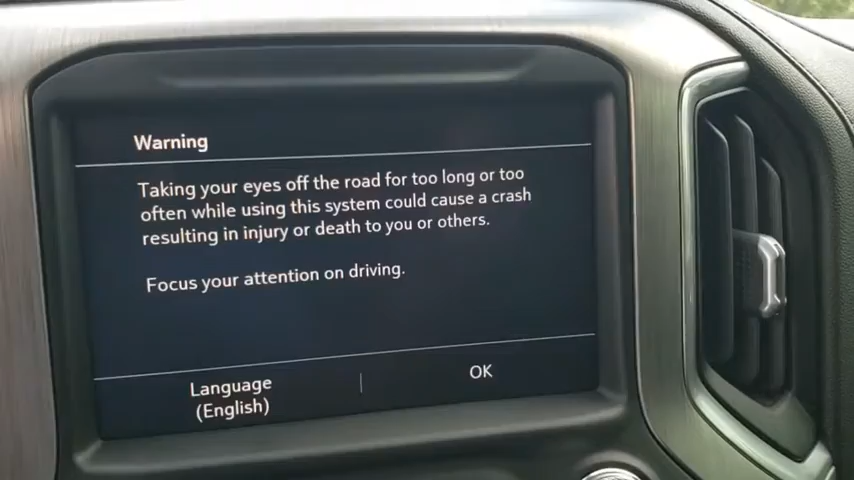 Warning
Taking your eyes off the road for too long or too
often while using this system could cause a crash
resulting in injury or death to you or others.
Focus your attention on driving.
Language
(English)
OK